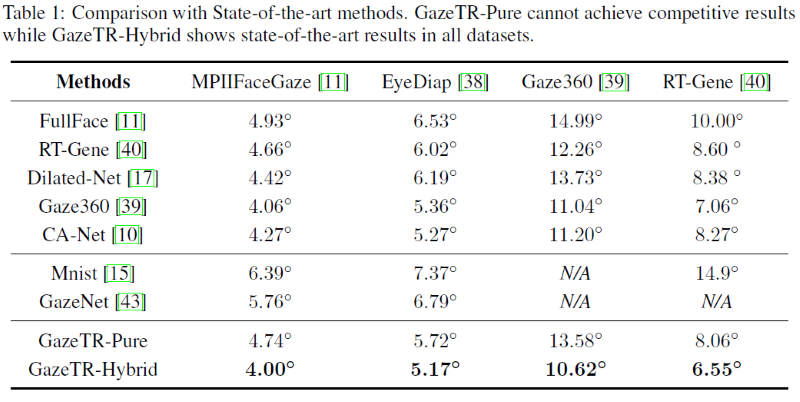 Table 1: Comparison with State-of-the-art methods. GazeTR-Pure cannot achieve competitive results
while GazeTR-Hybrid shows state-of-the-art results in all datasets.
Methods MPIIFaceGaze [11] EyeDiap [38] Gaze360 [39] RT-Gene [40]
FullFace [11] 4.93° 6.53° 14.99° 10.00°
RT-Gene [40] 4.66° 6.02° 12.26° 8.60 °
Dilated-Net [17] 4.42° 6.19° 13.73° 8.38 °
Gaze360 [39] 4.06° 5.36° 11.04° 7.06°
CA-Net [10] 4.27° 5.27° 11.20° 8.27°
Mnist [15] 6.39° 7.37° N/A 14.9°
GazeNet [43] 5.76° 6.79° N/A N/A
GazeTR-Pure 4.74° 5.72° 13.58° 8.06°
GazeTR-Hybrid 4.00° 5.17° 10.62° 6.55°